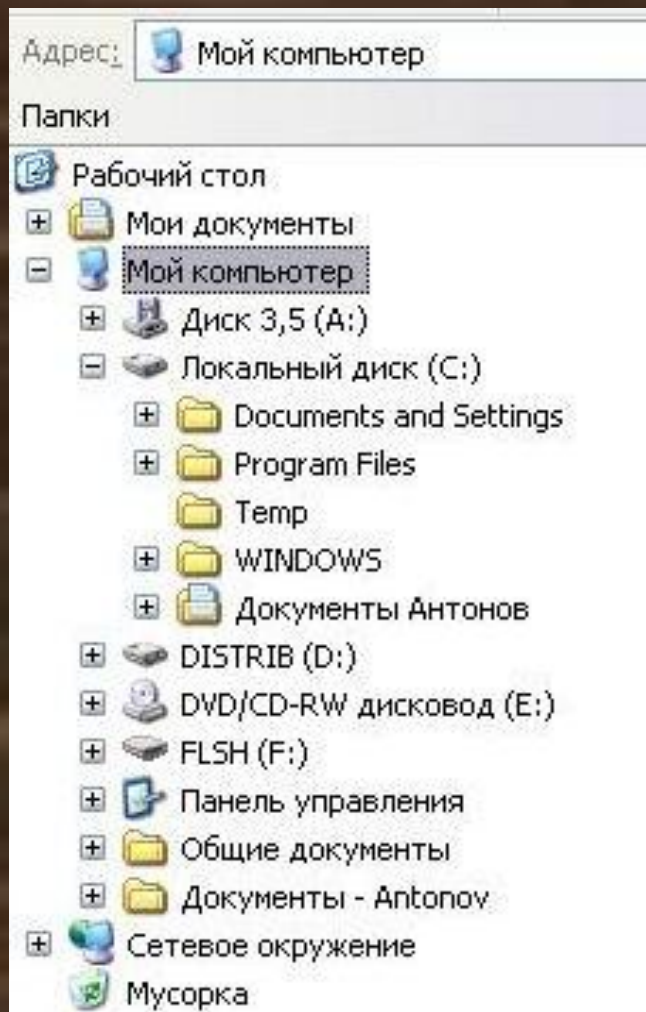 Адрес: Мой компьютер
Папки
Рабочий стол
Мои документы
Мой компьютер
Диск 3,5 (A:)
Локальный диск (C:)
Documents and Settings
Program Files
Temp
WINDOWS
Документы Антонов
DISTRIB (D:)
DVD/CD-RW дисковод (E:)
FLSH (F:)
Панель управления
Общие документы
Документы - Antonov
Сетевое окружение
Мусорка